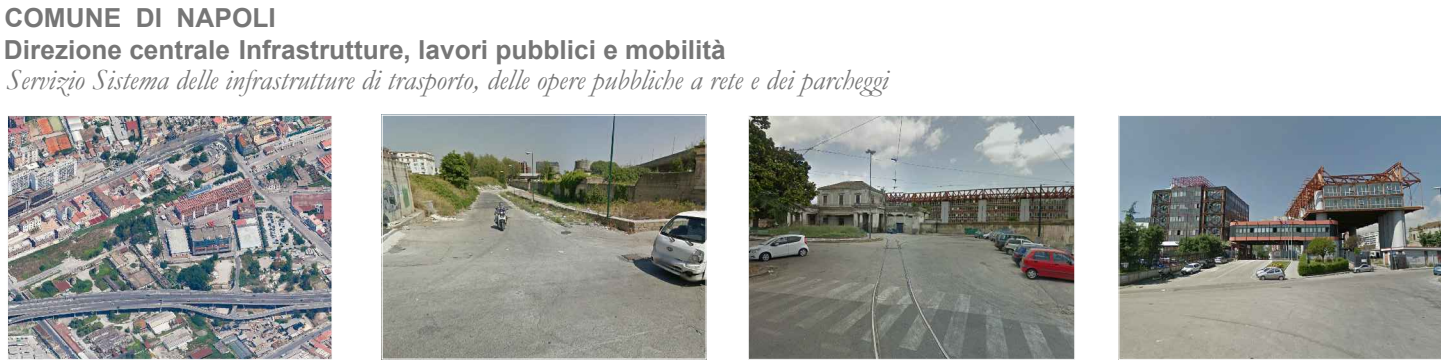 COMUNE DI NAPOLI
Direzione centrale Infrastrutture, lavori pubblici e mobilità
Servizio Sistema delle infrastrutture di trasporto, delle opere pubbliche a rete e dei parcheggi